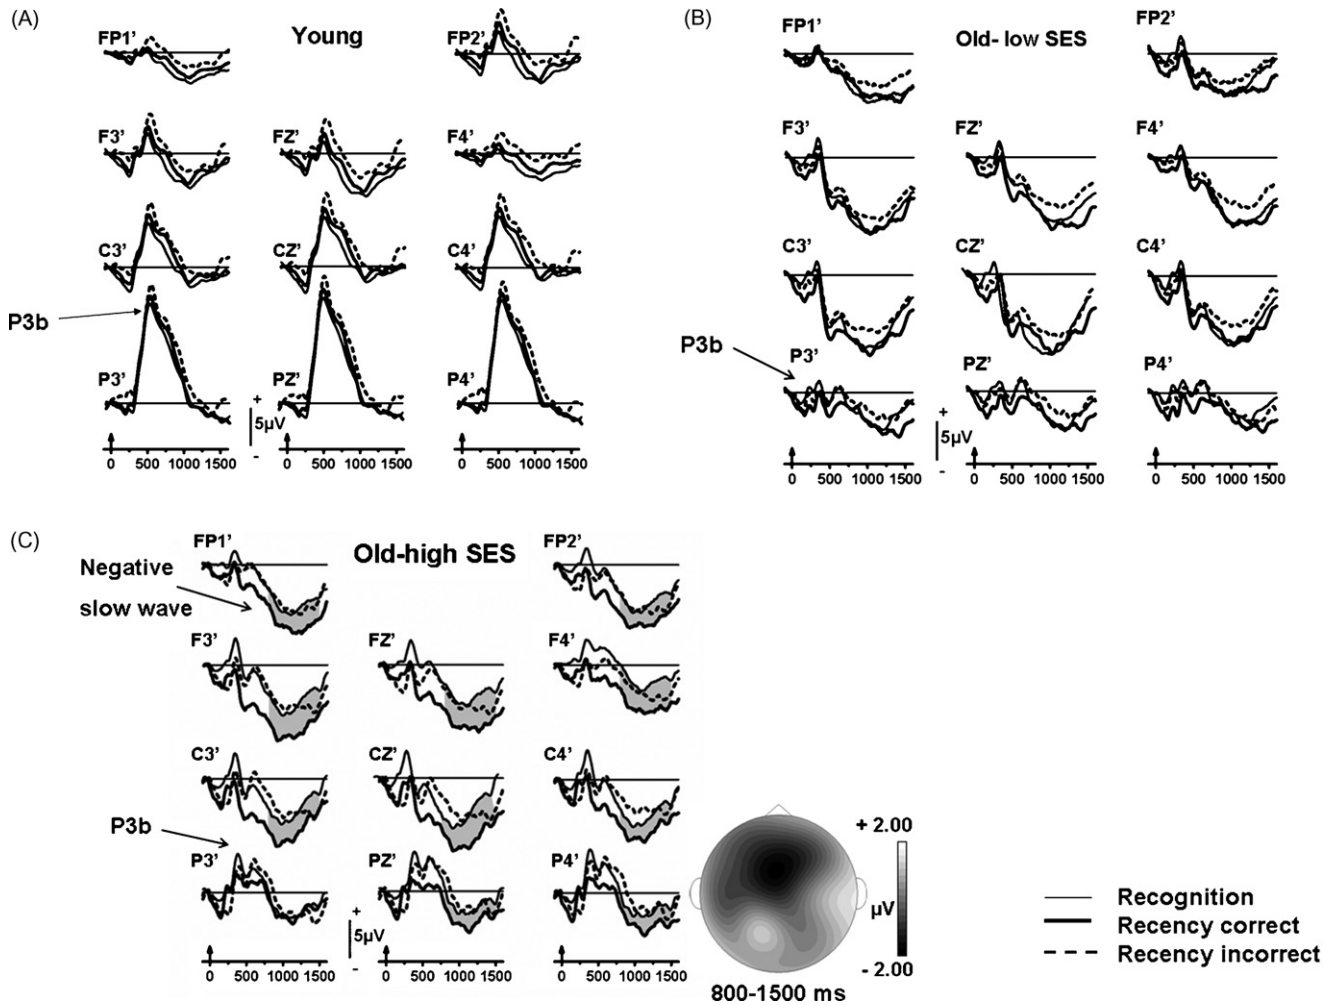 (A)
Young
FP1'
FP2'
F3'
FZ'
F4'
C3'
CZ'
C4'
P3b
P3'
PZ'
P4'
+
5µV
-
0 500 1000 1500
0 500 1000 1500
0 500 1000 1500
(B)
Old- low SES
FP1'
FP2'
F3'
FZ'
F4'
C3'
CZ'
C4'
P3b
P3'
PZ'
P4'
+
5µV
-
0 500 1000 1500
0 500 1000 1500
0 500 1000 1500
(C)
Old-high SES
FP1'
FP2'
Negative
slow wave
F3'
FZ'
F4'
C3'
CZ'
C4'
P3b
P3'
PZ'
P4'
+
5µV
-
0 500 1000 1500
0 500 1000 1500
0 500 1000 1500
+ 2.00
µV
- 2.00
800-1500 ms
Recognition
Recency correct
Recency incorrect